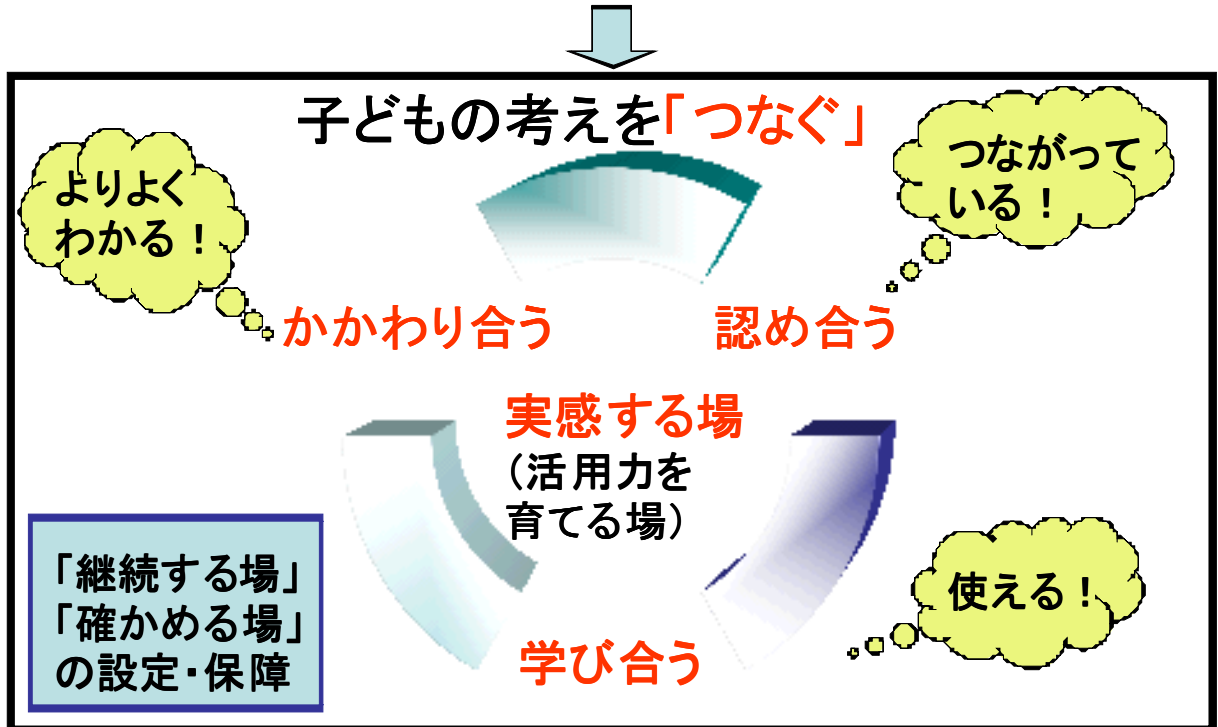 子どもの考えを「つなぐ」
よりよく
わかる！
つながって
いる！
かかわり合う
認め合う
実感する場
（活用力を
育てる場）
「継続する場」
「確かめる場」
の設定・保障
使える！
学び合う